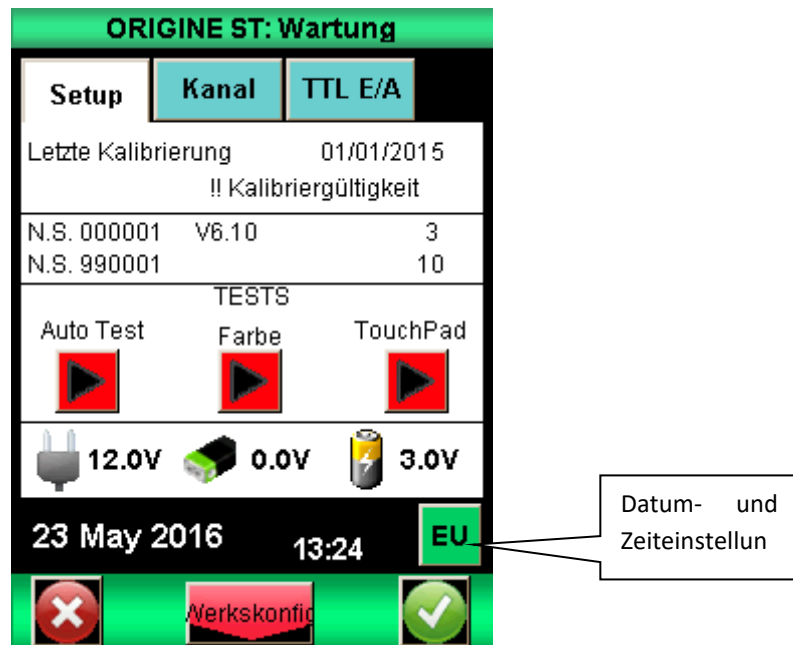 ORIGINE ST: Wartung
Setup Kanal TTL E/A
Letzte Kalibrierung 01/01/2015
!! Kalibriergültigkeit
N.S. 000001 V6.10 3
N.S. 990001 10
TESTS
Auto Test Farbe TouchPad
12.0V 0.0V 3.0V
23 May 2016 13:24 EU
Datum- und
Zeiteinstellun
Werkskonfig